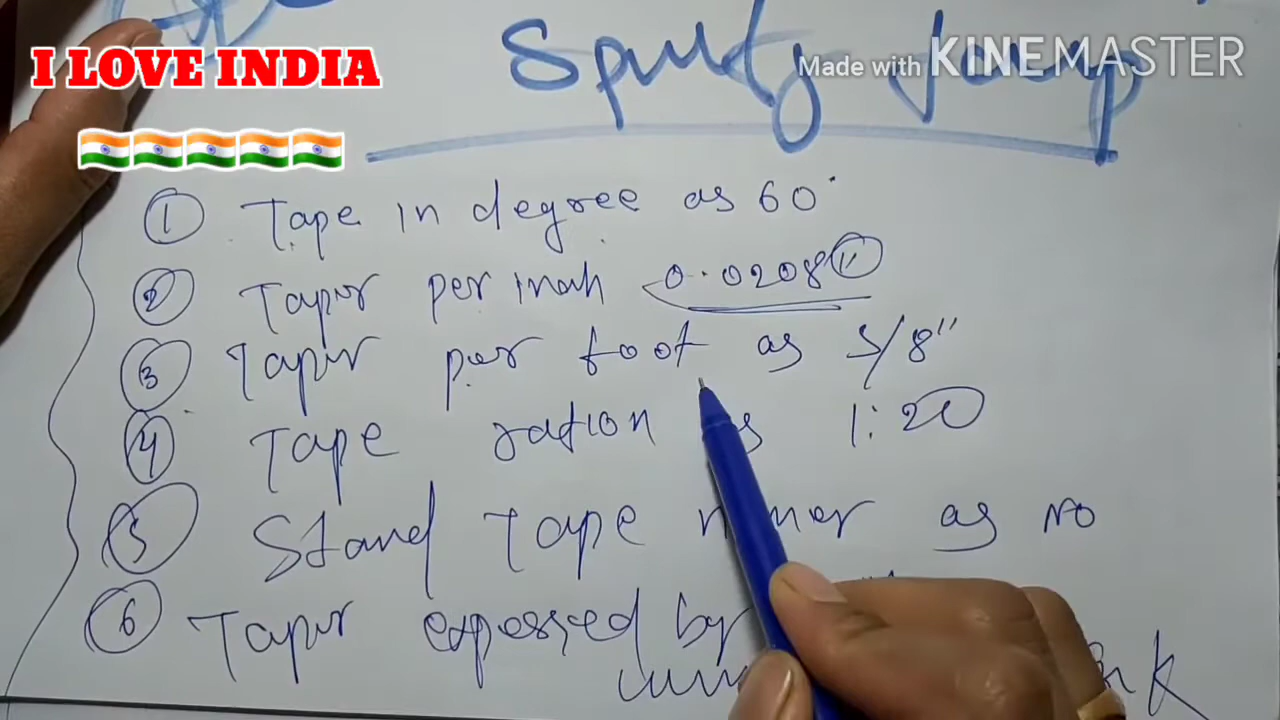 I LOVE INDIA
Made with KINEMASTER
① Tape in degree as 60°
② Taper per inch 0.0208"
③ Taper per foot as 5/8"
④ Tape ration as 1:20
⑤ Stand Tape as no
⑥ Taper expessed by